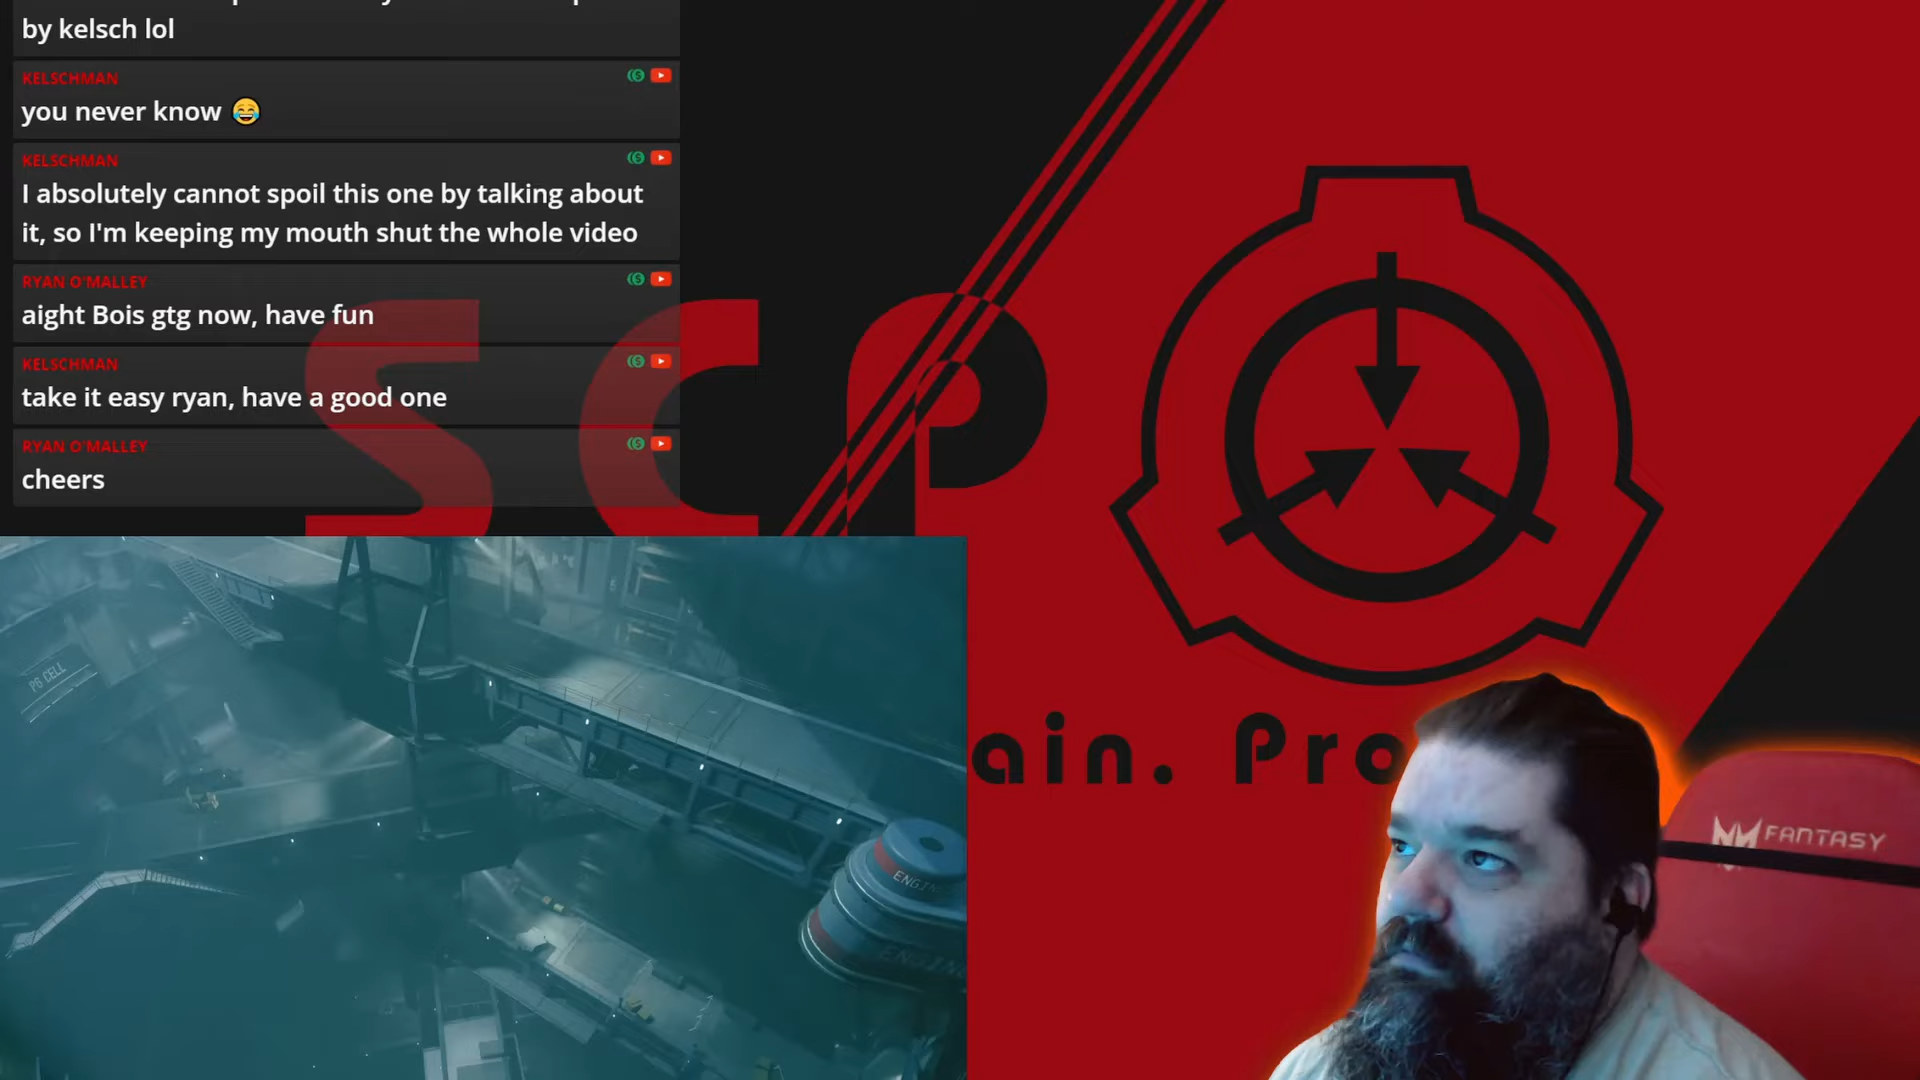 by kelsch lol
KELSCHMAN
you never know 😂
KELSCHMAN
I absolutely cannot spoil this one by talking about
it, so I'm keeping my mouth shut the whole video
RYAN O'MALLEY
aight Bois gtg now, have fun
KELSCHMAN
take it easy ryan, have a good one
RYAN O'MALLEY
cheers
SCP
ain. Pro
P6 CELL
ENGIN
ENGINE
FANTASY